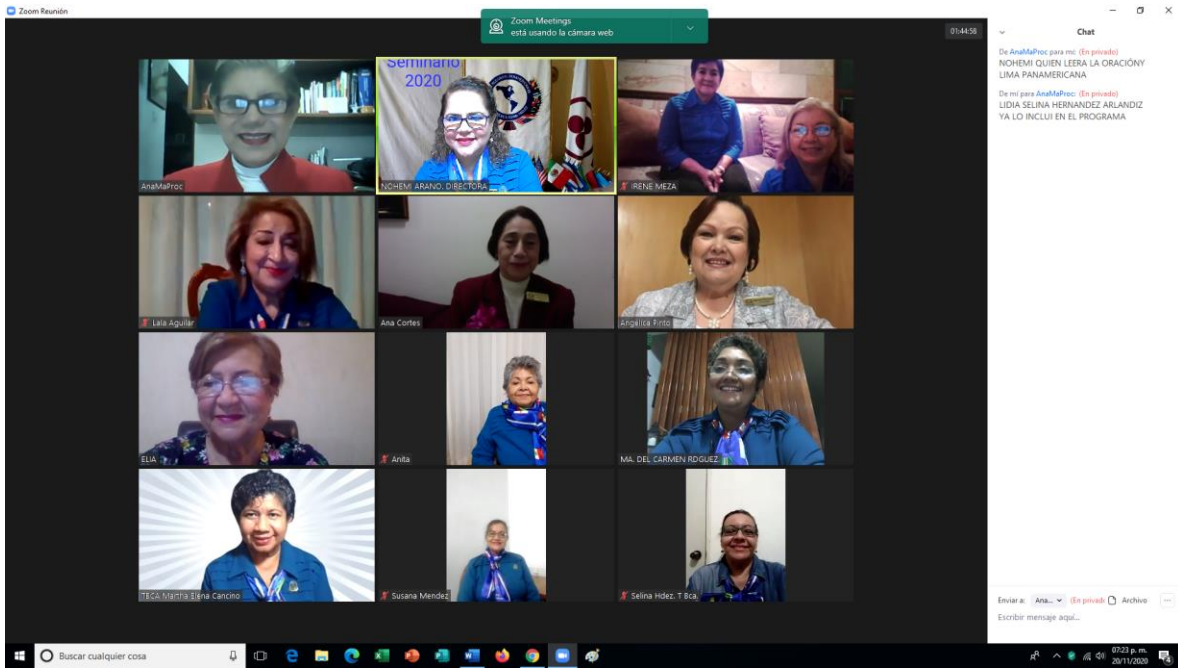 Zoom Reunión
Zoom Meetings
está usando la cámara web
01:44:58
Seminario
2020
AnaMaProc
NOHEMI ARANO. DIRECTORA
IRENE MEZA
Lala Aguilar
Ana Cortes
Angélica Pinto
ELIA
Anita
MA. DEL CARMEN RDGUEZ
TBCA Martha Elena Cancino
Susana Mendez
Selina Hdez. T Bca.
Chat
De AnaMaProc para mí: (En privado)
NOHEMI QUIEN LEERA LA ORACIÓNY
LIMA PANAMERICANA
De mí para AnaMaProc: (En privado)
LIDIA SELINA HERNANDEZ ARLANDIZ
YA LO INCLUI EN EL PROGRAMA
Enviar a: Ana... (En privado Archivo
Escribir mensaje aquí...
Buscar cualquier cosa
07:23 p. m.
20/11/2020
4